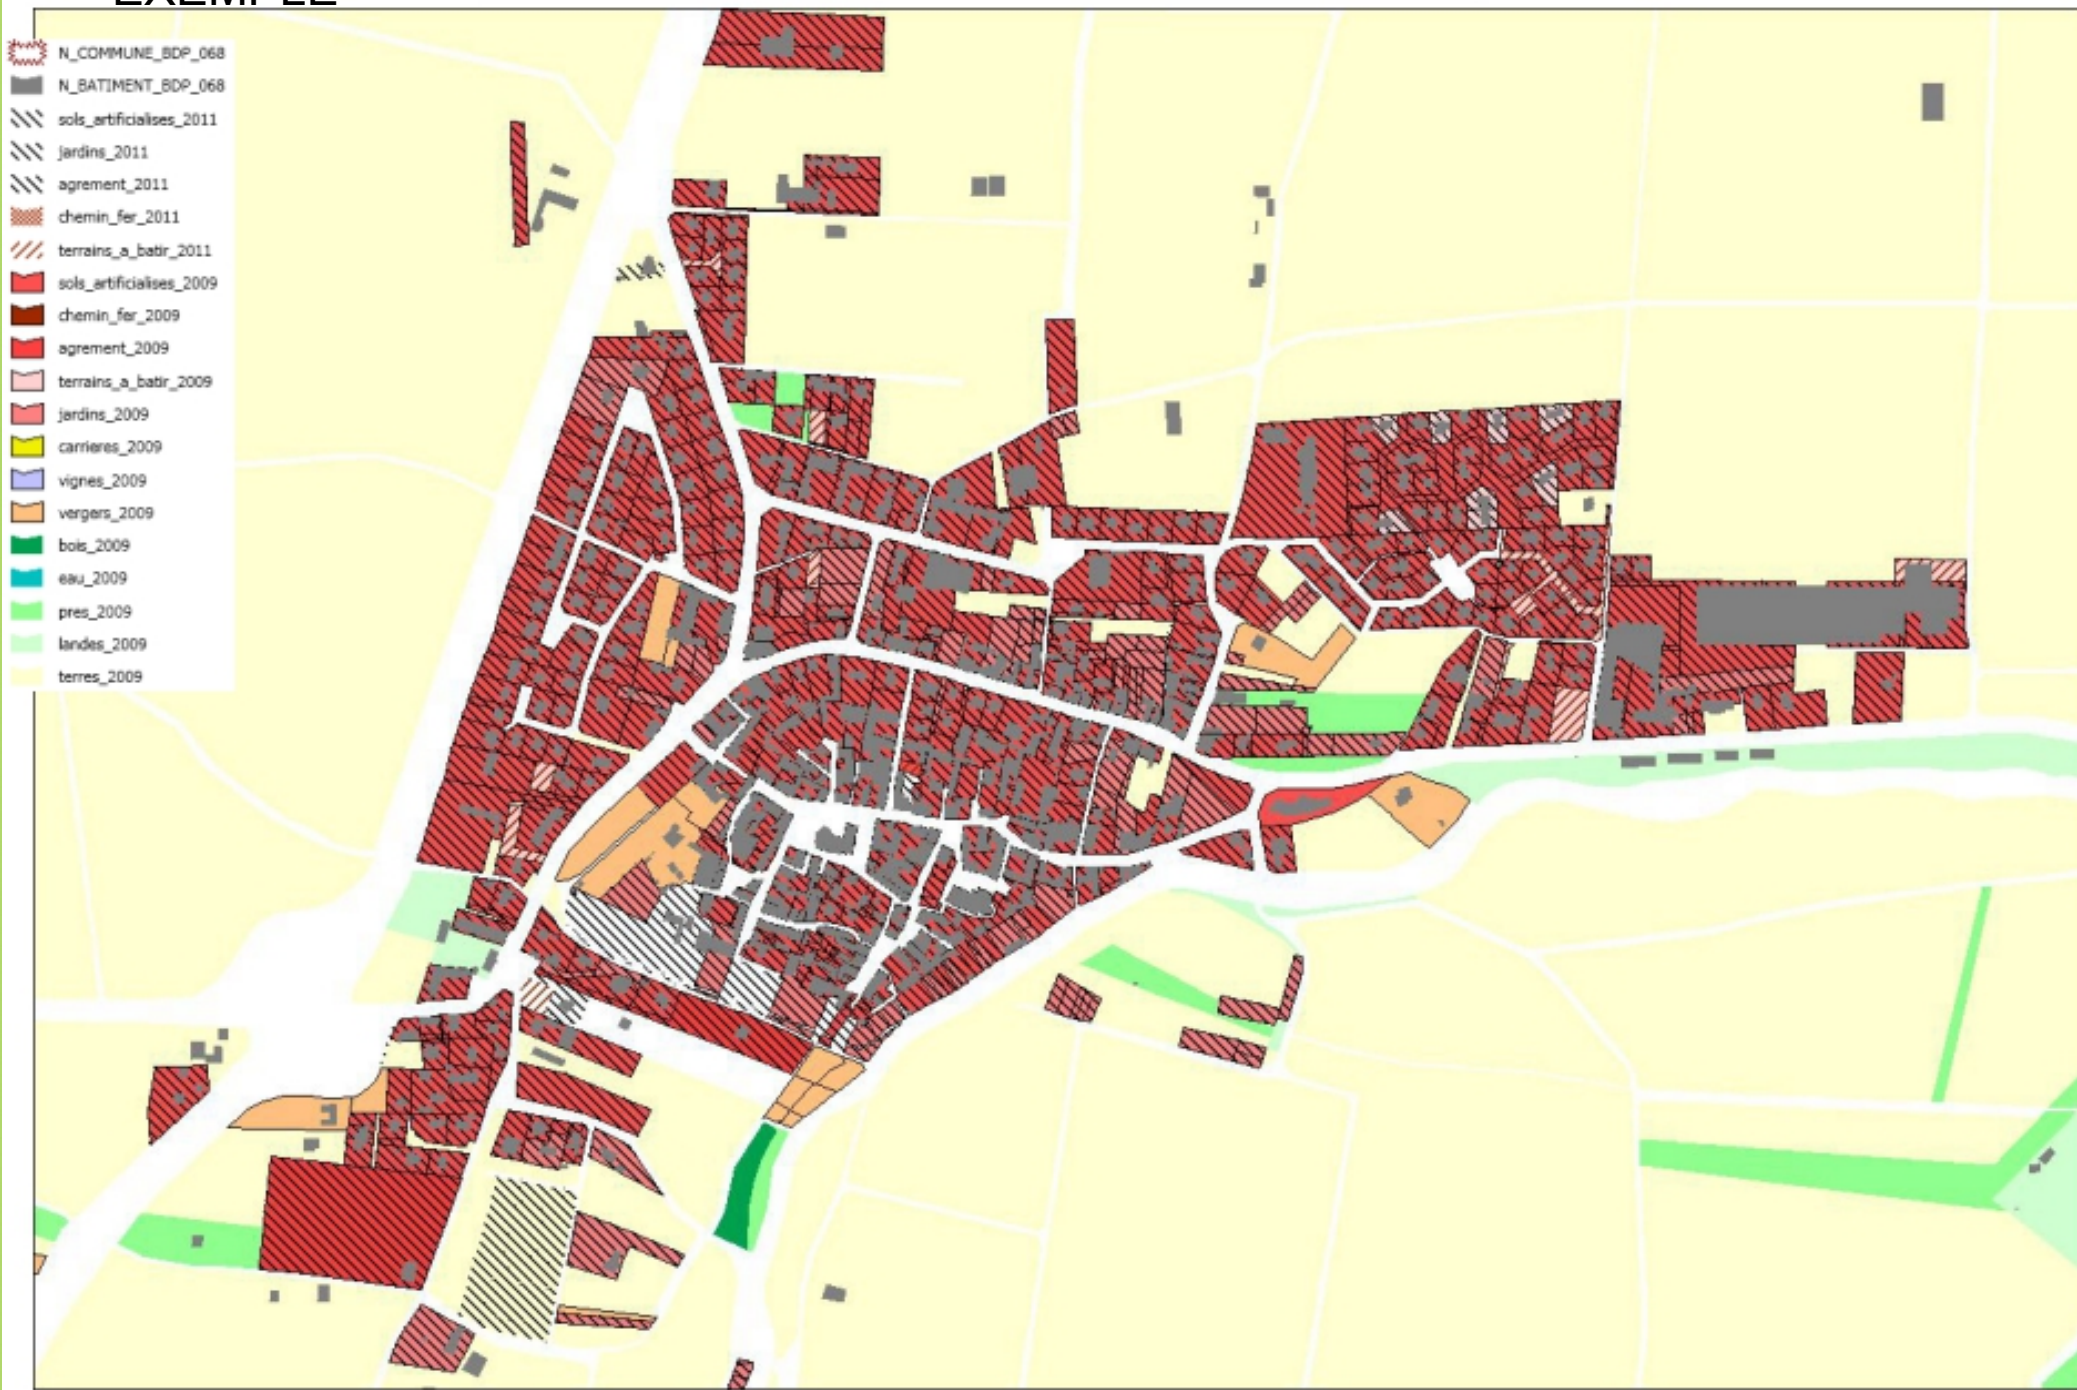 EXEMPLE
N_COMMUNE_BDP_068
N_BATIMENT_BDP_068
sols_artificialises_2011
jardins_2011
agrement_2011
chemin_fer_2011
terrains_a_batir_2011
sols_artificialises_2009
chemin_fer_2009
agrement_2009
terrains_a_batir_2009
jardins_2009
carrieres_2009
vignes_2009
vergers_2009
bois_2009
eau_2009
pres_2009
landes_2009
terres_2009